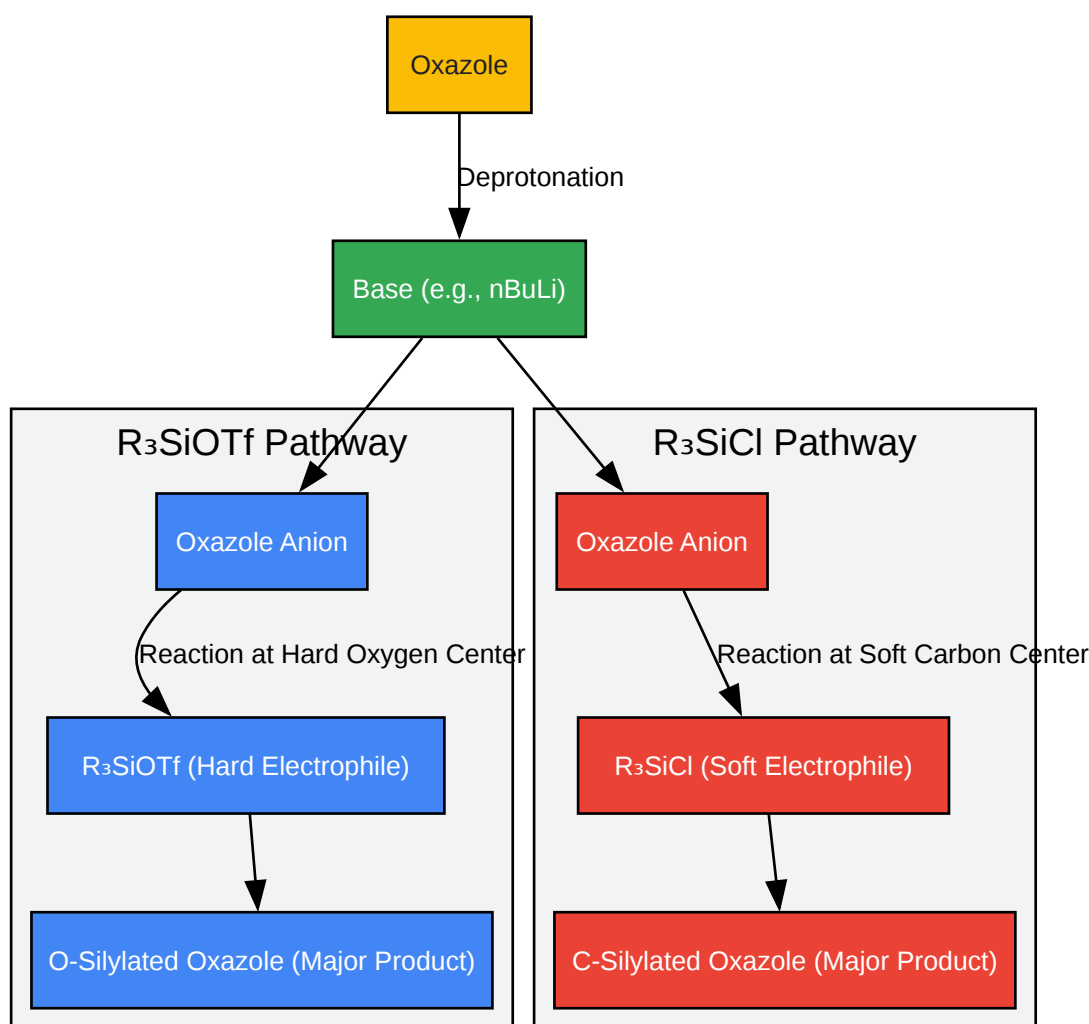 Oxazole
Deprotonation
Base (e.g., nBuLi)
R₃SiOTf Pathway
R₃SiCl Pathway
Oxazole Anion
Oxazole Anion
Reaction at Hard Oxygen Center
Reaction at Soft Carbon Center
R₃SiOTf (Hard Electrophile)
R₃SiCl (Soft Electrophile)
O-Silylated Oxazole (Major Product)
C-Silylated Oxazole (Major Product)